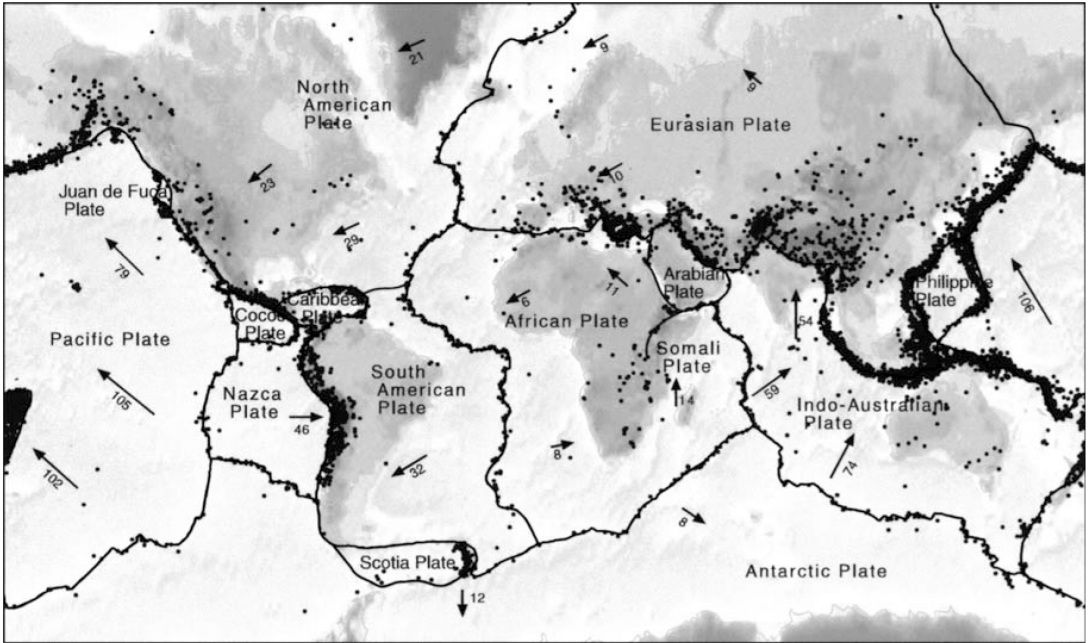 21
9
9
North
American
Plate
Eurasian Plate
10
23
Juan de Fuca
Plate
29
79
Arabian
Plate
11
Philippine
Plate
Caribbean
6
106
Cocos
Plate
African Plate
54
Pacific Plate
Somali
Plate
South
American
Plate
Nazca
Plate
59
105
14
Indo-Australian
Plate
46
8
32
74
102
8
Scotia Plate
Antarctic Plate
12